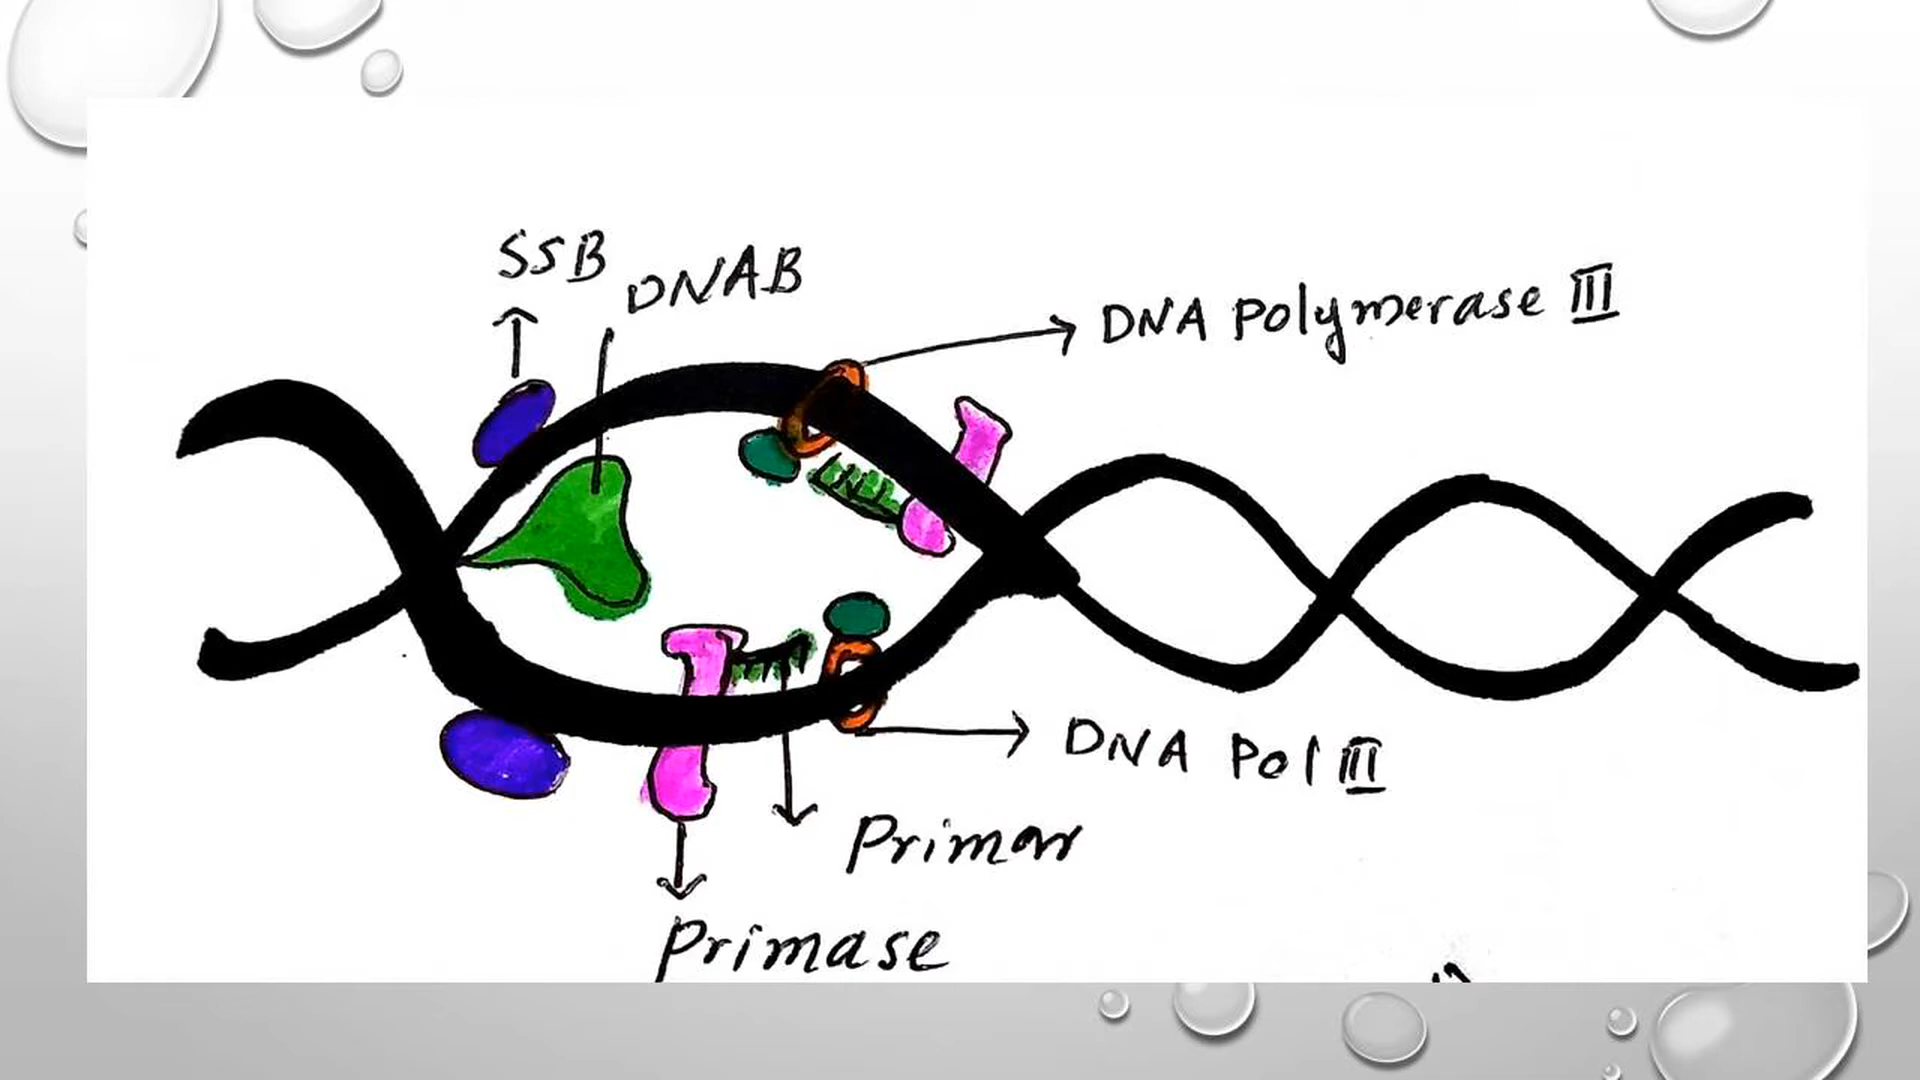 SSB
DNAB
DNA Polymerase III
DNA Pol III
Primar
Primase